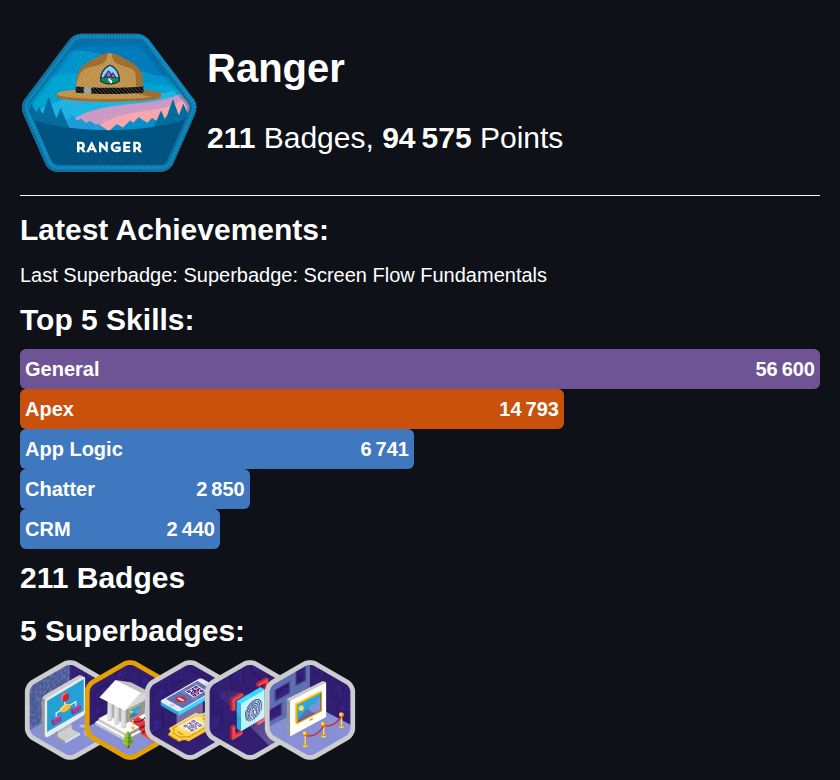 RANGER
Ranger
211 Badges, 94 575 Points
Latest Achievements:
Last Superbadge: Superbadge: Screen Flow Fundamentals
Top 5 Skills:
General 56 600
Apex 14 793
App Logic 6 741
Chatter 2 850
CRM 2 440
211 Badges
5 Superbadges: